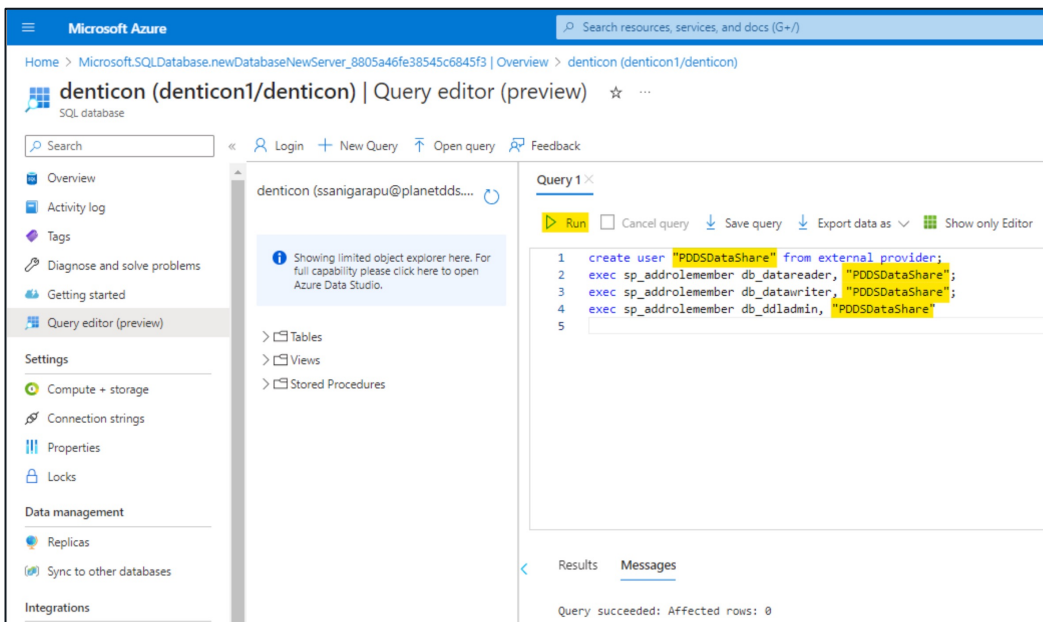 Microsoft Azure
Search resources, services, and docs (G+/)
Home > Microsoft.SQLDatabase.newDatabaseNewServer_8805a46fe38545c6845f3 | Overview > denticon (denticon1/denticon)
denticon (denticon1/denticon) | Query editor (preview) ☆ ...
SQL database
Search
«
Login
New Query
Open query
Feedback
Overview
Activity log
Tags
Diagnose and solve problems
Getting started
Query editor (preview)
Settings
Compute + storage
Connection strings
Properties
Locks
Data management
Replicas
Sync to other databases
Integrations
denticon (ssanigarapu@planetdds....
Showing limited object explorer here. For
full capability please click here to open
Azure Data Studio.
> Tables
> Views
> Stored Procedures
Query 1 ×
Run
Cancel query
Save query
Export data as
Show only Editor
1 create user "PDDSDataShare" from external provider;
2 exec sp_addrolemember db_datareader, "PDDSDataShare";
3 exec sp_addrolemember db_datawriter, "PDDSDataShare";
4 exec sp_addrolemember db_ddladmin, "PDDSDataShare"
5
Results
Messages
Query succeeded: Affected rows: 0